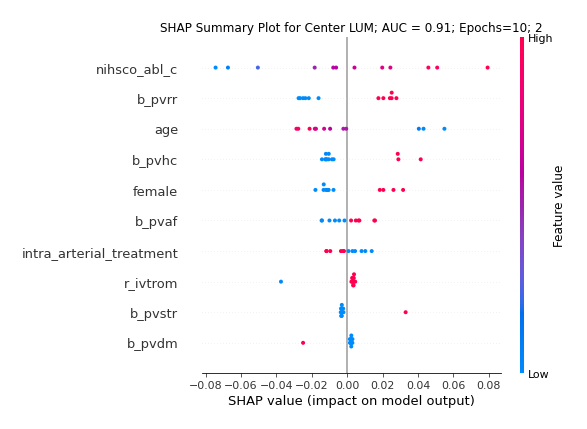 SHAP Summary Plot for Center LUM; AUC = 0.91; Epochs=10; 2
High
nihsco_abl_c
b_pvrr
age
b_pvhc
female
b_pvaf
intra_arterial_treatment
r_ivtrom
b_pvstr
b_pvdm
Feature value
Low
−0.08 −0.06 −0.04 −0.02 0.00 0.02 0.04 0.06 0.08
SHAP value (impact on model output)